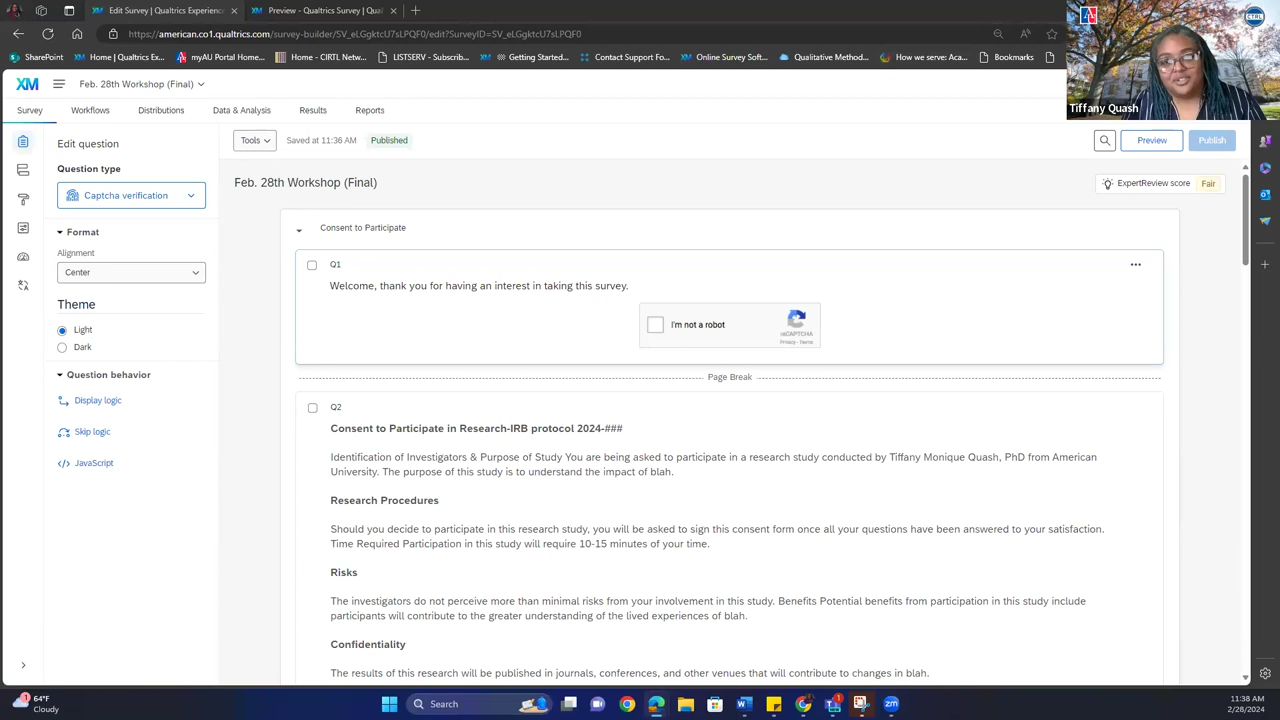 Edit Survey | Qualtrics Experienc
Preview - Qualtrics Survey | Qual
https://american.co1.qualtrics.com/survey-builder/SV_eLGgktcU7sLPQF0/edit?SurveyID=SV_eLGgktcU7sLPQF0
SharePoint
Home | Qualtrics Ex...
myAU Portal Home...
Home - CIRTL Netw...
LISTSERV - Subscrib...
Getting Started...
Contact Support Fo...
Online Survey Soft...
Qualitative Method...
How we serve: Aca...
Bookmarks
CTRL
Tiffany Quash
XM
Feb. 28th Workshop (Final)
Survey
Workflows
Distributions
Data & Analysis
Results
Reports
Edit question
Tools
Saved at 11:36 AM
Published
Preview
Publish
Question type
Captcha verification
Feb. 28th Workshop (Final)
ExpertReview score
Fair
Format
Alignment
Center
Theme
Light
Dark
Question behavior
Display logic
Skip logic
JavaScript
Consent to Participate
Q1
Welcome, thank you for having an interest in taking this survey.
I'm not a robot
reCAPTCHA
Privacy - Terms
Page Break
Q2
Consent to Participate in Research-IRB protocol 2024-###
Identification of Investigators & Purpose of Study You are being asked to participate in a research study conducted by Tiffany Monique Quash, PhD from American
University. The purpose of this study is to understand the impact of blah.
Research Procedures
Should you decide to participate in this research study, you will be asked to sign this consent form once all your questions have been answered to your satisfaction.
Time Required Participation in this study will require 10-15 minutes of your time.
Risks
The investigators do not perceive more than minimal risks from your involvement in this study. Benefits Potential benefits from participation in this study include
participants will contribute to the greater understanding of the lived experiences of blah.
Confidentiality
The results of this research will be published in journals, conferences, and other venues that will contribute to changes in blah.
64°F
Cloudy
Search
11:38 AM
2/28/2024